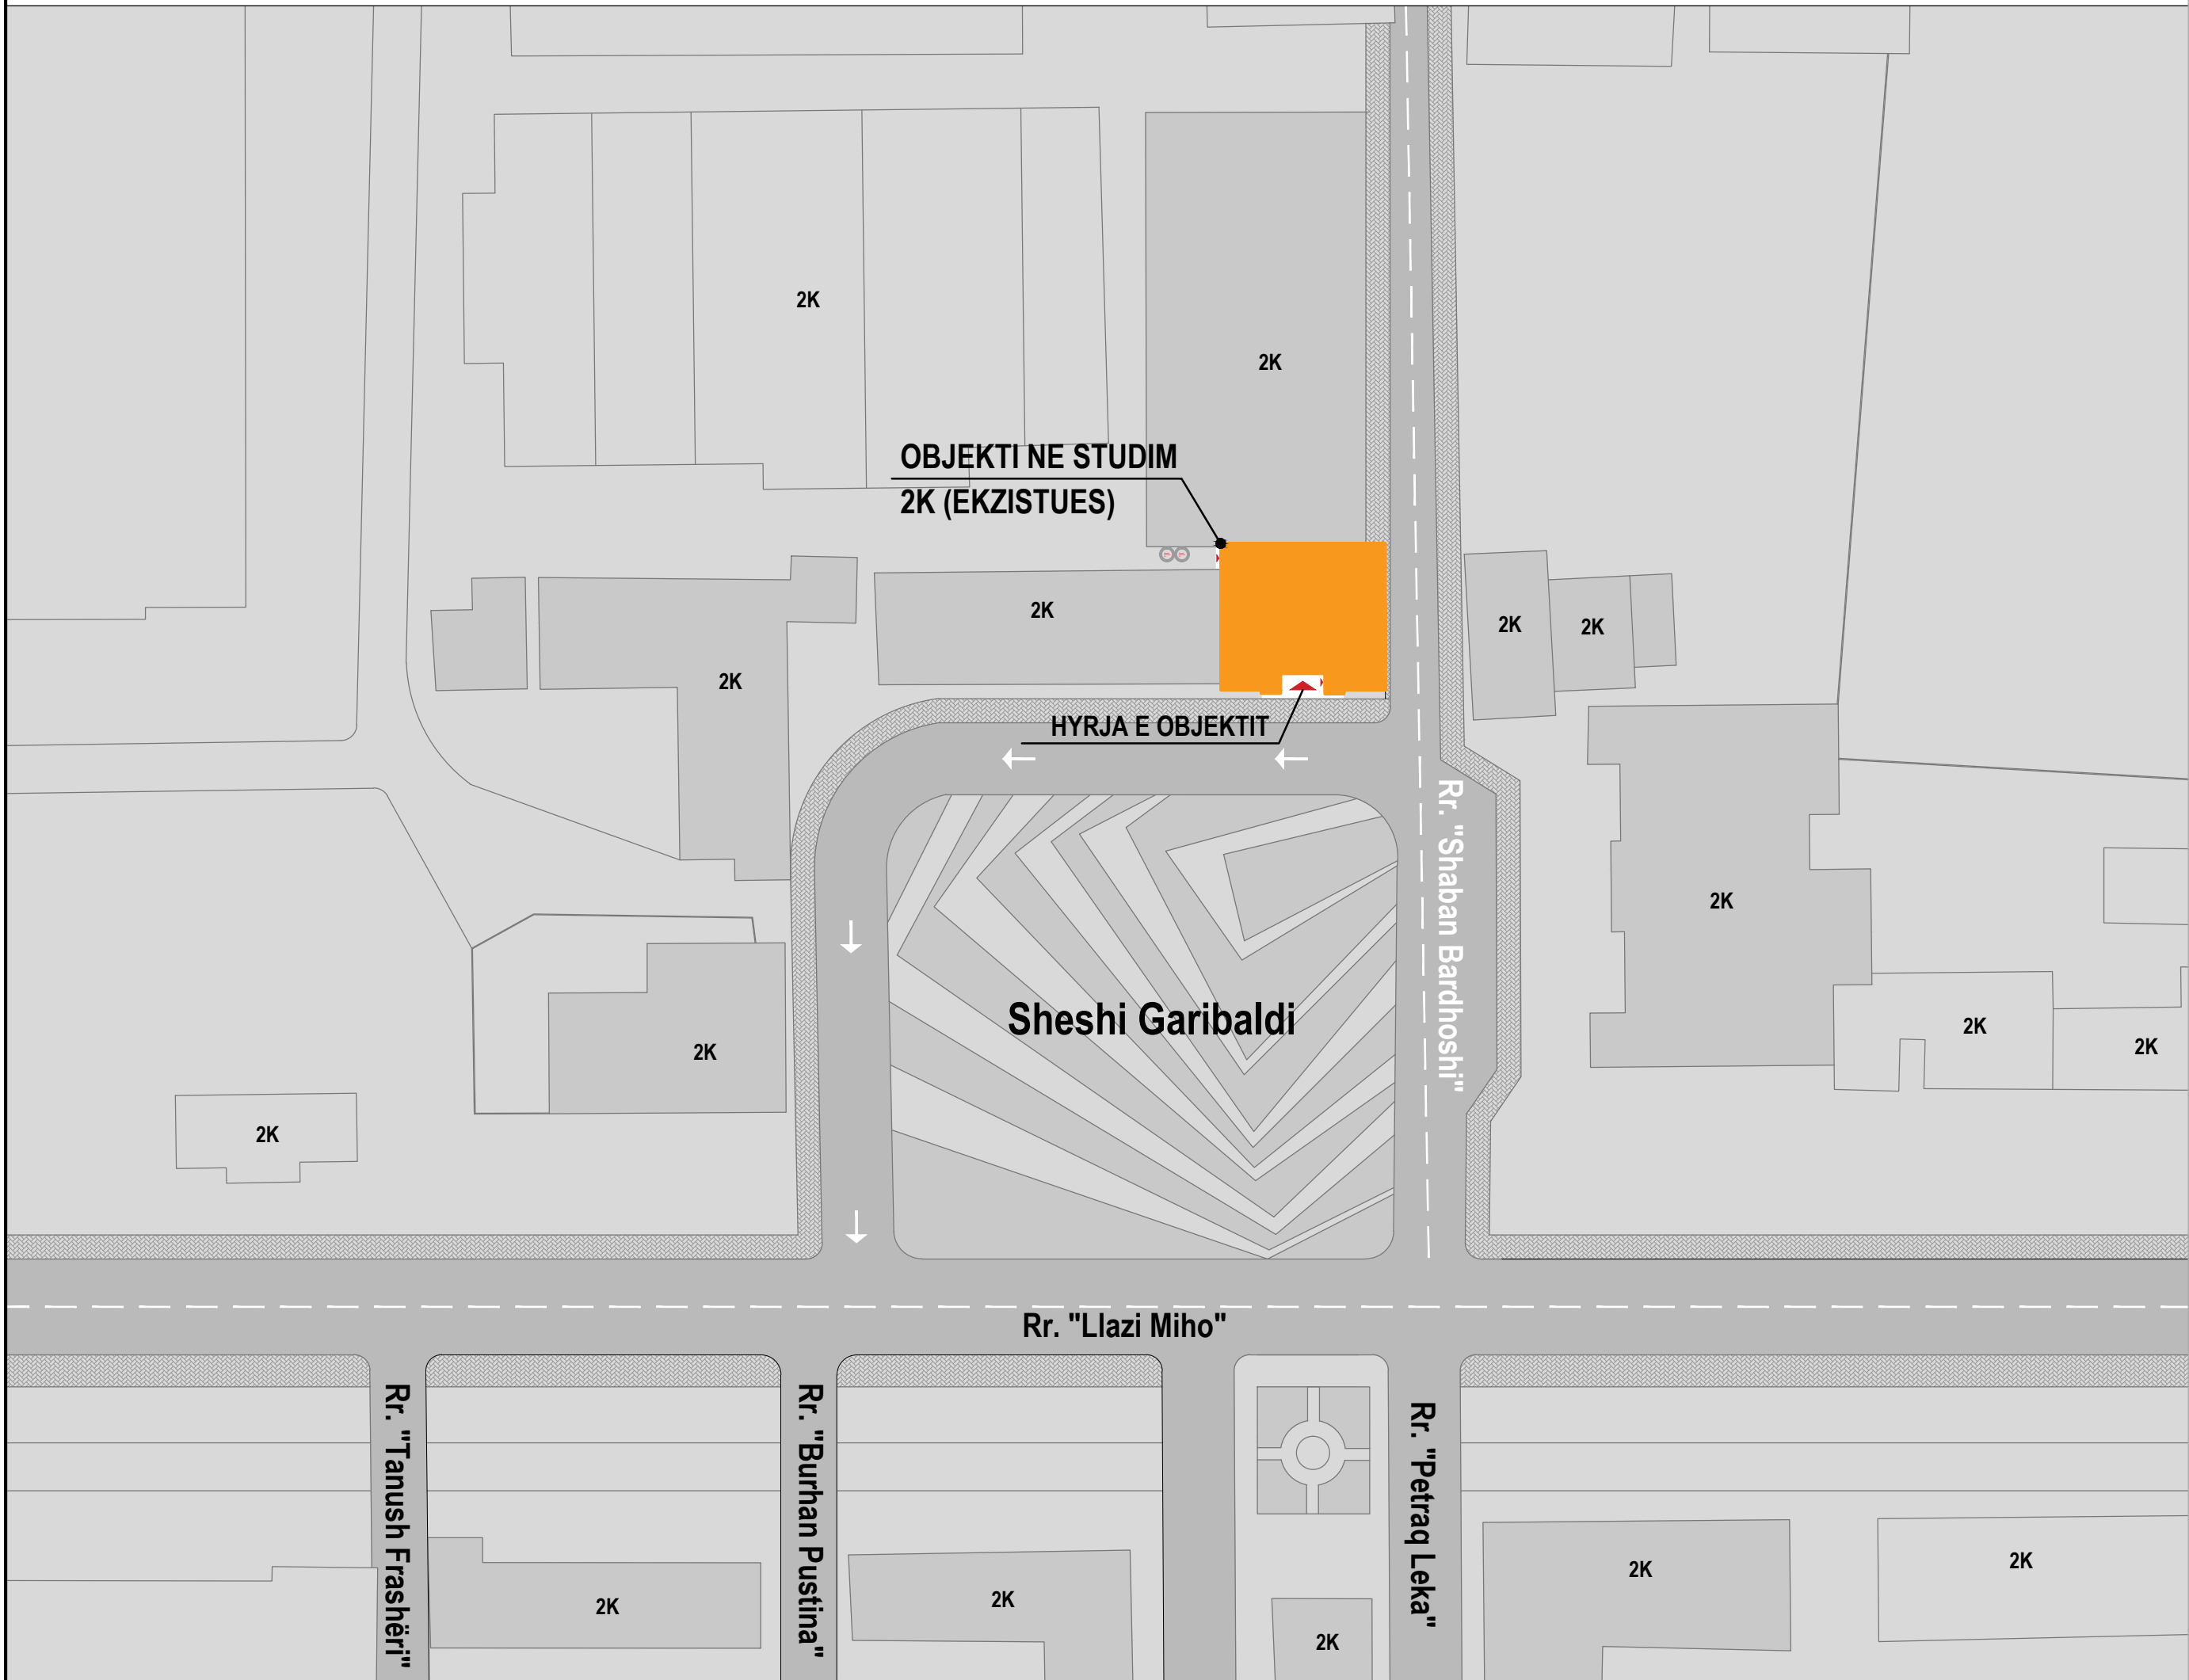 2K
2K
OBJEKTI NE STUDIM
2K (EKZISTUES)
2K
2K
2K
2K
HYRJA E OBJEKTIT
Rr. "Shaban Bardhoshi"
2K
Sheshi Garibaldi
2K
2K
2K
2K
2K
Rr. "Llazi Miho"
Rr. "Tanush Frashëri"
Rr. "Burhan Pustina"
Rr. "Petraq Leka"
2K
2K
2K
2K
2K